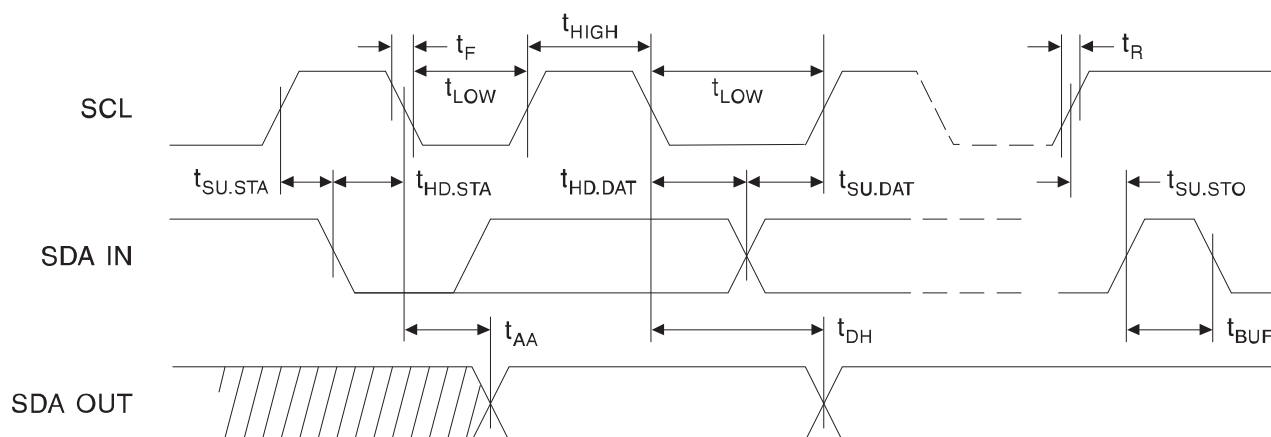 tHIGH
tF
tR
tLOW
tLOW
SCL
tSU.STA
tHD.STA
tHD.DAT
tSU.DAT
tSU.STO
SDA IN
tAA
tDH
tBUF
SDA OUT